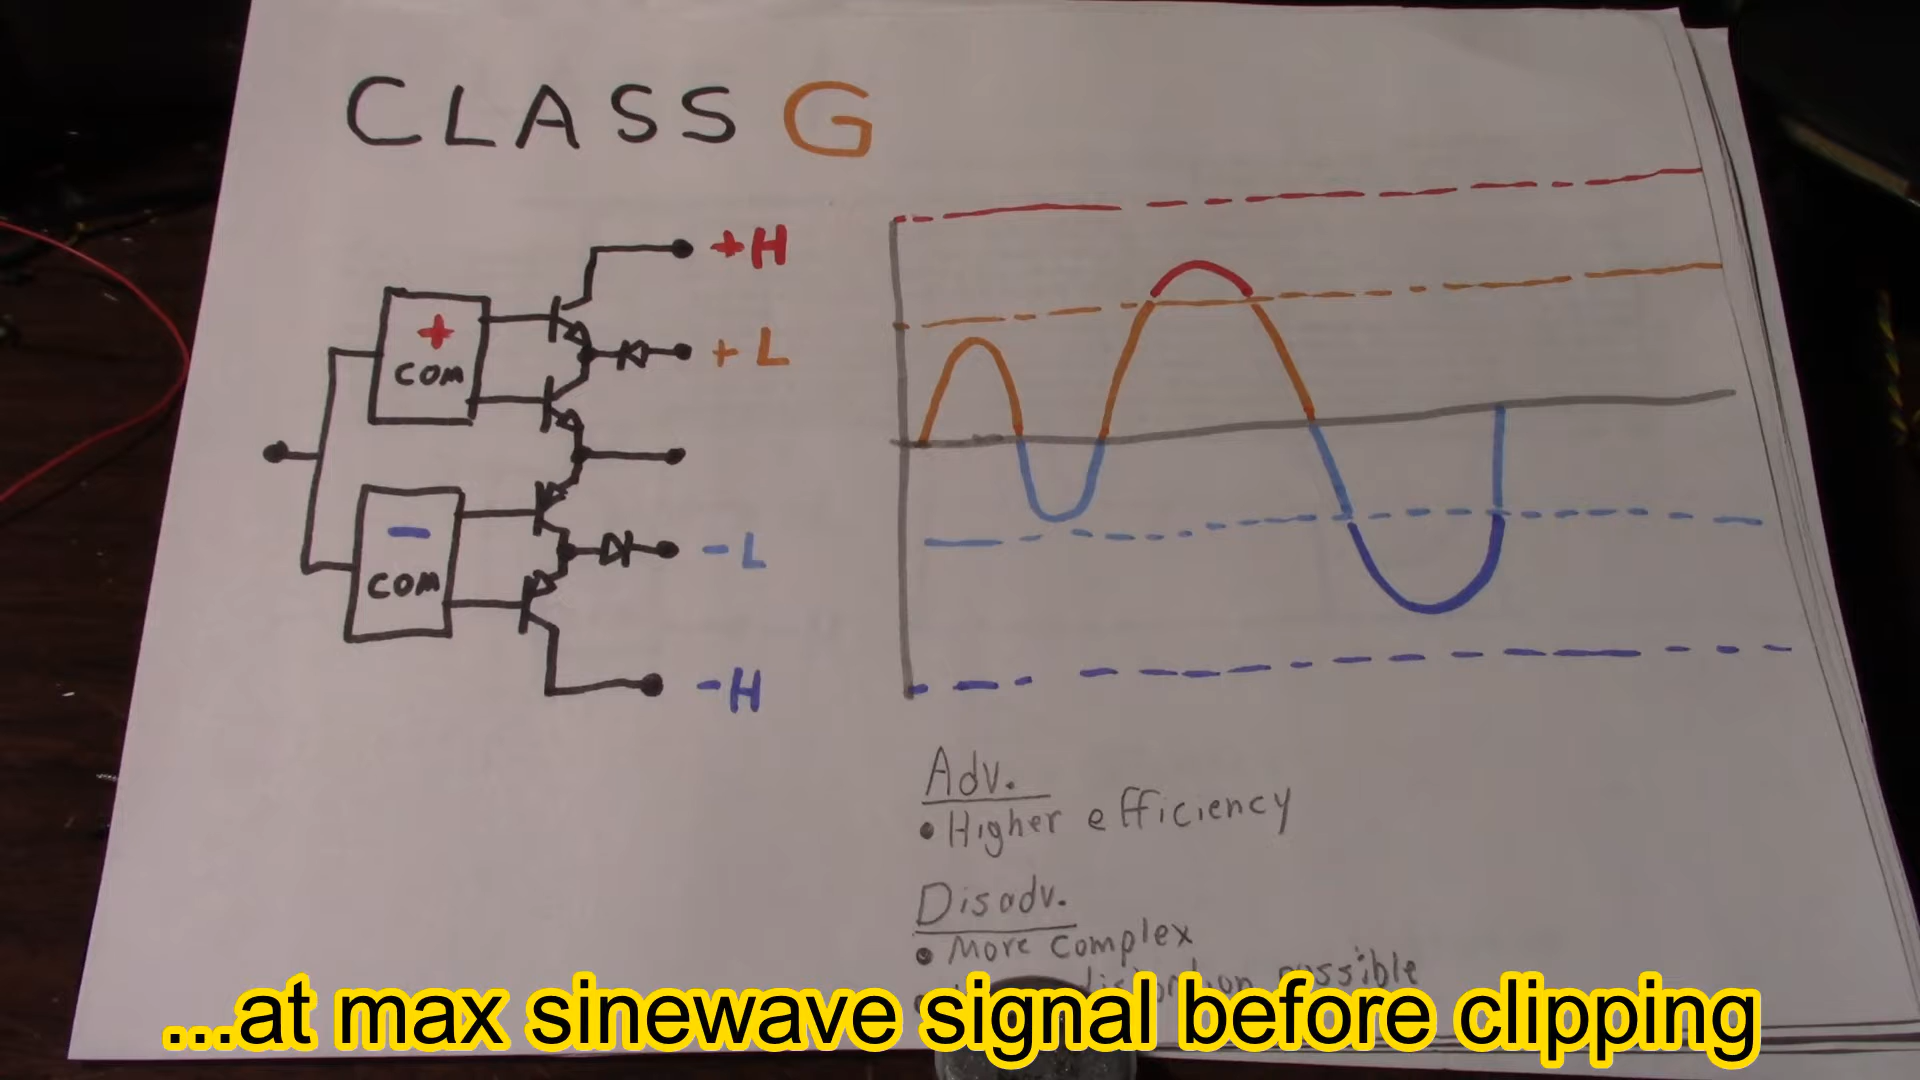 CLASS G
+H
+
COM
+L
-
COM
-L
-H
Adv.
• Higher efficiency
Disadv.
• More Complex
possible
...at max sinewave signal before clipping